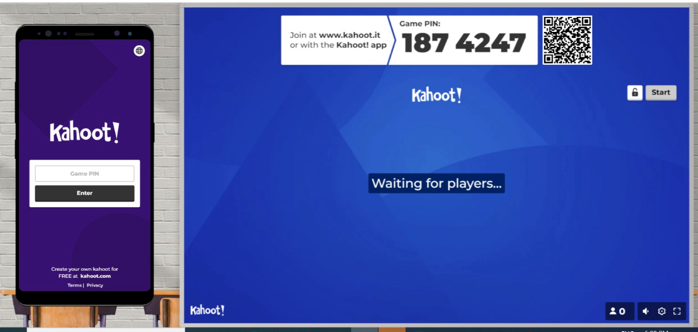 Kahoot!
Game PIN
Enter
Create your own kahoot for
FREE at kahoot.com
Terms | Privacy
Join at www.kahoot.it
or with the Kahoot! app
Game PIN:
187 4247
Kahoot!
Start
Waiting for players...
Kahoot!
0